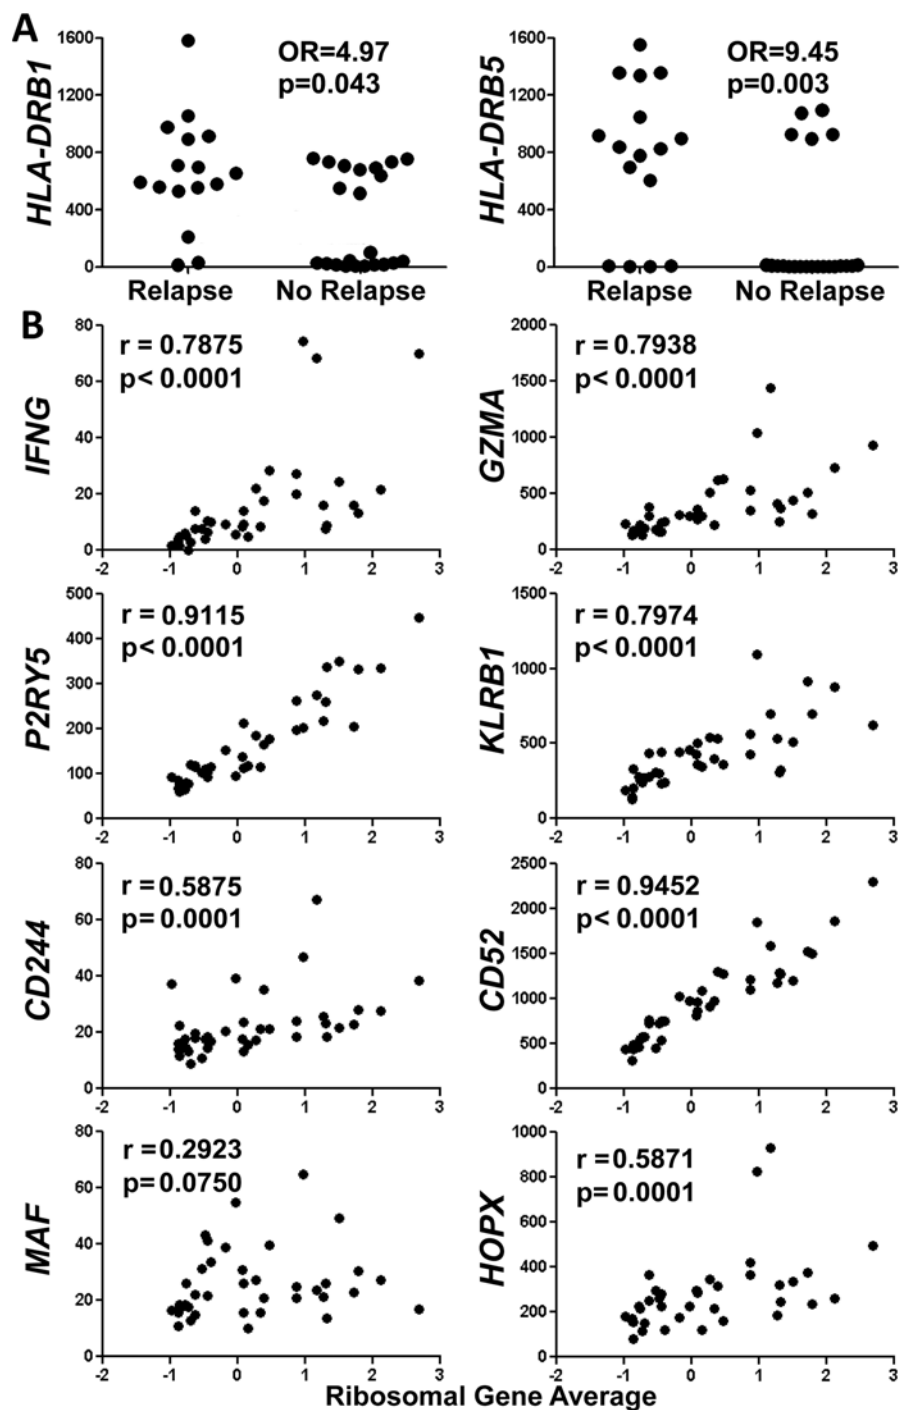 A
HLA-DRB1
1600
1200
800
400
0
OR=4.97
p=0.043
Relapse
No Relapse
HLA-DRB5
1600
1200
800
400
0
OR=9.45
p=0.003
Relapse
No Relapse
B
IFNG
80
60
40
20
0
r = 0.7875
p< 0.0001
-2 -1 0 1 2 3
GZMA
2000
1500
1000
500
0
r = 0.7938
p< 0.0001
-2 -1 0 1 2 3
P2RY5
500
400
300
200
100
0
r = 0.9115
p< 0.0001
-2 -1 0 1 2 3
KLRB1
1500
1000
500
0
r = 0.7974
p< 0.0001
-2 -1 0 1 2 3
CD244
80
60
40
20
0
r = 0.5875
p= 0.0001
-2 -1 0 1 2 3
CD52
2500
2000
1500
1000
500
0
r = 0.9452
p< 0.0001
-2 -1 0 1 2 3
MAF
80
60
40
20
0
r = 0.2923
p= 0.0750
-2 -1 0 1 2 3
HOPX
1000
800
600
400
200
0
r = 0.5871
p= 0.0001
-2 -1 0 1 2 3
Ribosomal Gene Average